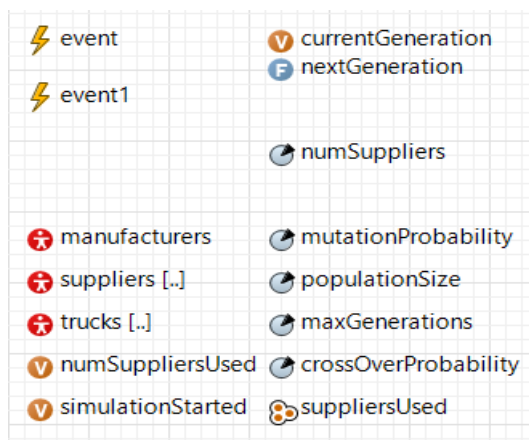 event
currentGeneration
nextGeneration
event1
numSuppliers
manufacturers
mutationProbability
suppliers [..]
populationSize
trucks [..]
maxGenerations
numSuppliersUsed
crossOverProbability
simulationStarted
suppliersUsed